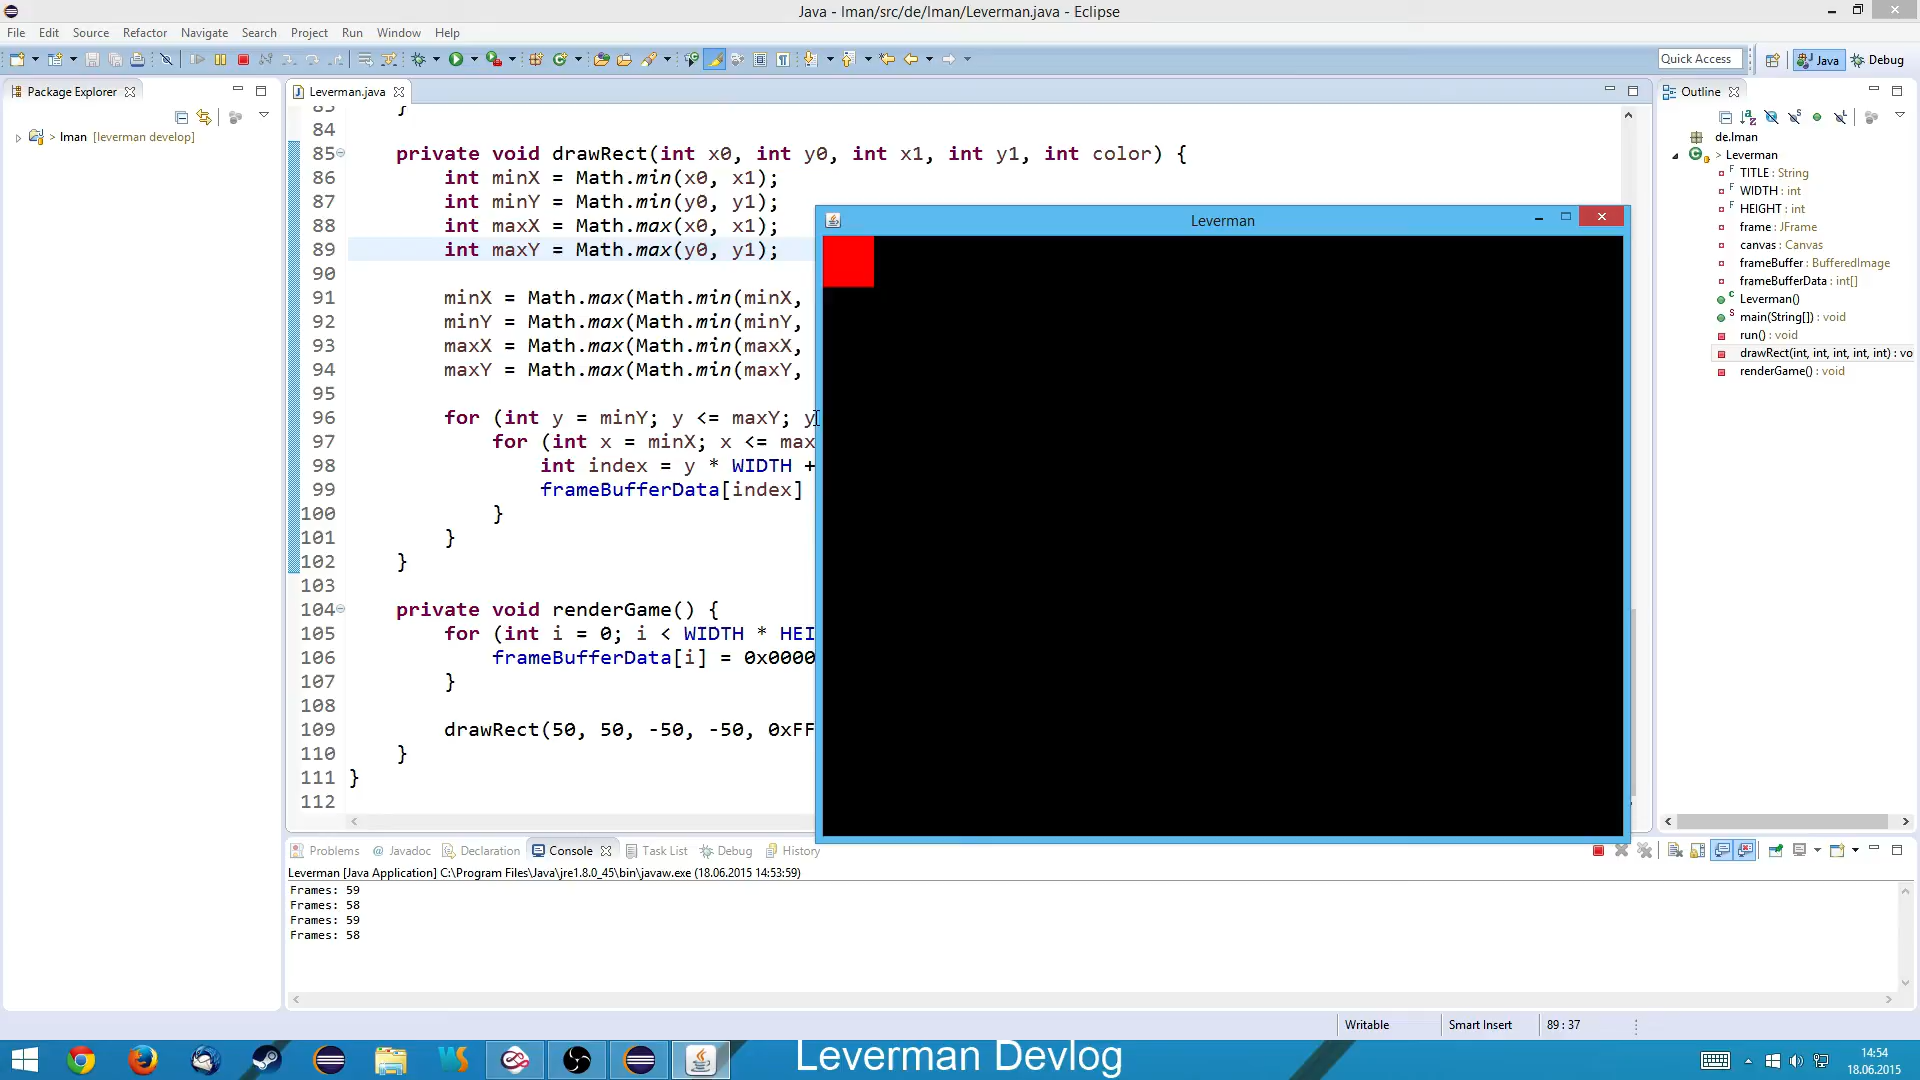 Java - lman/src/de/lman/Leverman.java - Eclipse
File Edit Source Refactor Navigate Search Project Run Window Help
Quick Access Java Debug
Package Explorer
> lman [leverman develop]
Leverman.java
83 }
84
85 private void drawRect(int x0, int y0, int x1, int y1, int color) {
86 int minX = Math.min(x0, x1);
87 int minY = Math.min(y0, y1);
88 int maxX = Math.max(x0, x1);
89 int maxY = Math.max(y0, y1);
90
91 minX = Math.max(Math.min(minX,
92 minY = Math.max(Math.min(minY,
93 maxX = Math.max(Math.min(maxX,
94 maxY = Math.max(Math.min(maxY,
95
96 for (int y = minY; y <= maxY; y
97 for (int x = minX; x <= max
98 int index = y * WIDTH +
99 frameBufferData[index]
100 }
101 }
102 }
103
104 private void renderGame() {
105 for (int i = 0; i < WIDTH * HEI
106 frameBufferData[i] = 0x0000
107 }
108
109 drawRect(50, 50, -50, -50, 0xFF
110 }
111 }
112
Leverman
Outline
de.lman
> Leverman
TITLE : String
WIDTH : int
HEIGHT : int
frame : JFrame
canvas : Canvas
frameBuffer : BufferedImage
frameBufferData : int[]
Leverman()
main(String[]) : void
run() : void
drawRect(int, int, int, int, int) : vo
renderGame() : void
Problems @ Javadoc Declaration Console Task List Debug History
Leverman [Java Application] C:\Program Files\Java\jre1.8.0_45\bin\javaw.exe (18.06.2015 14:53:59)
Frames: 59
Frames: 58
Frames: 59
Frames: 58
Writable Smart Insert 89 : 37
Leverman Devlog
14:54
18.06.2015